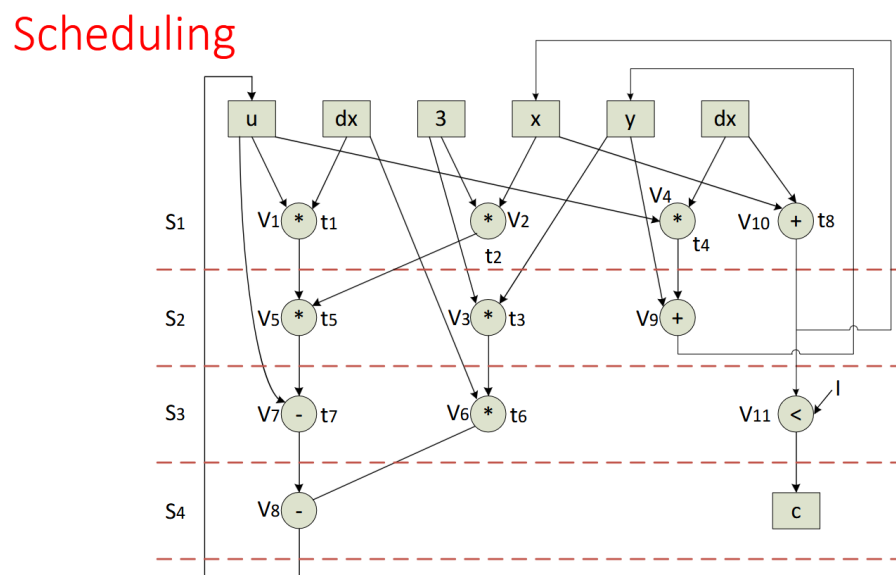 Scheduling
u dx 3 x y dx
S1 V1 * t1 * V2 t2 V4 * t4 V10 + t8
S2 V5 * t5 V3 * t3 V9 +
S3 V7 - t7 V6 * t6 V11 < I
S4 V8 - c